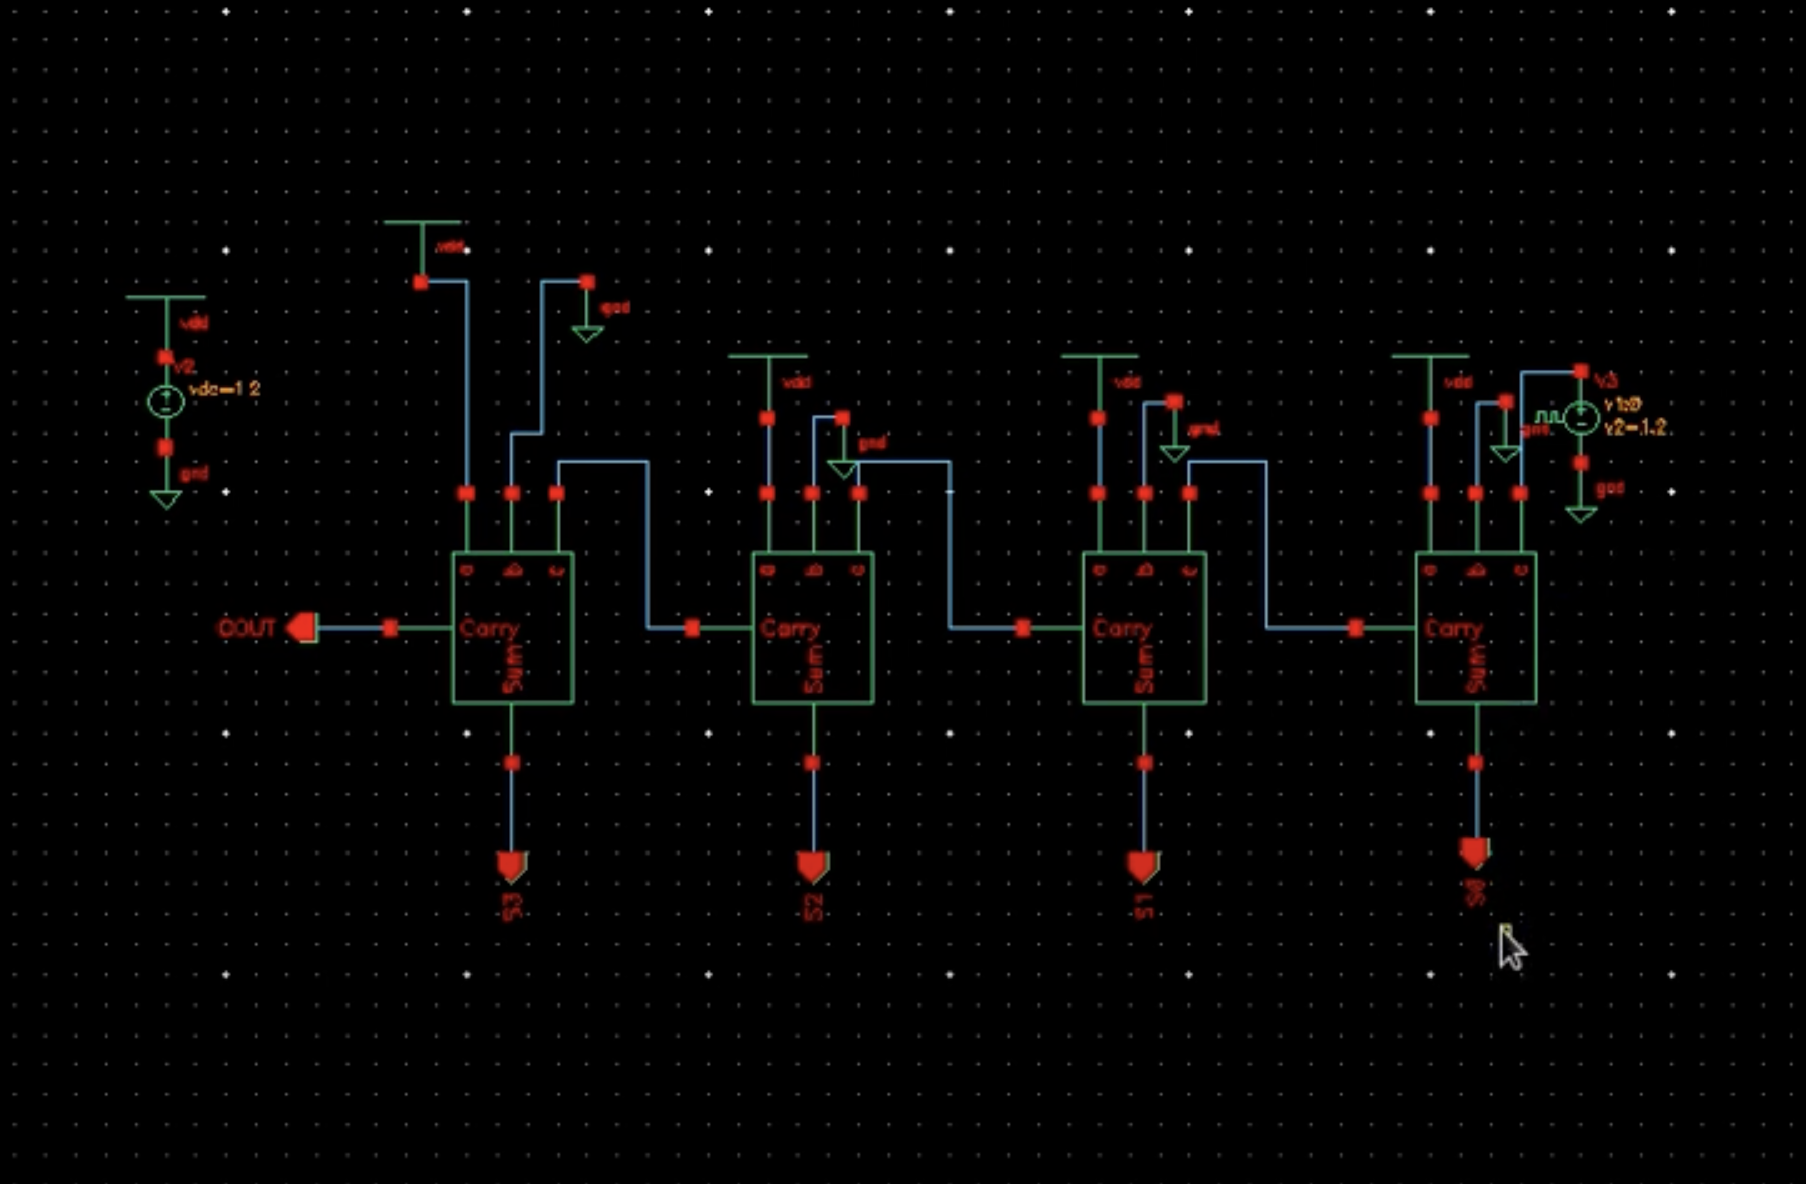 vdd
gnd
vdd
V2
vdc=1.2
gnd
vdd
gnd
vdd
gnd
vdd
gnd
V3
v1:0
v2=1.2
gnd
a b c
a b c
a b c
a b c
COUT
Carry
Carry
Carry
Carry
Sum
Sum
Sum
Sum
S3
S2
S1
S0